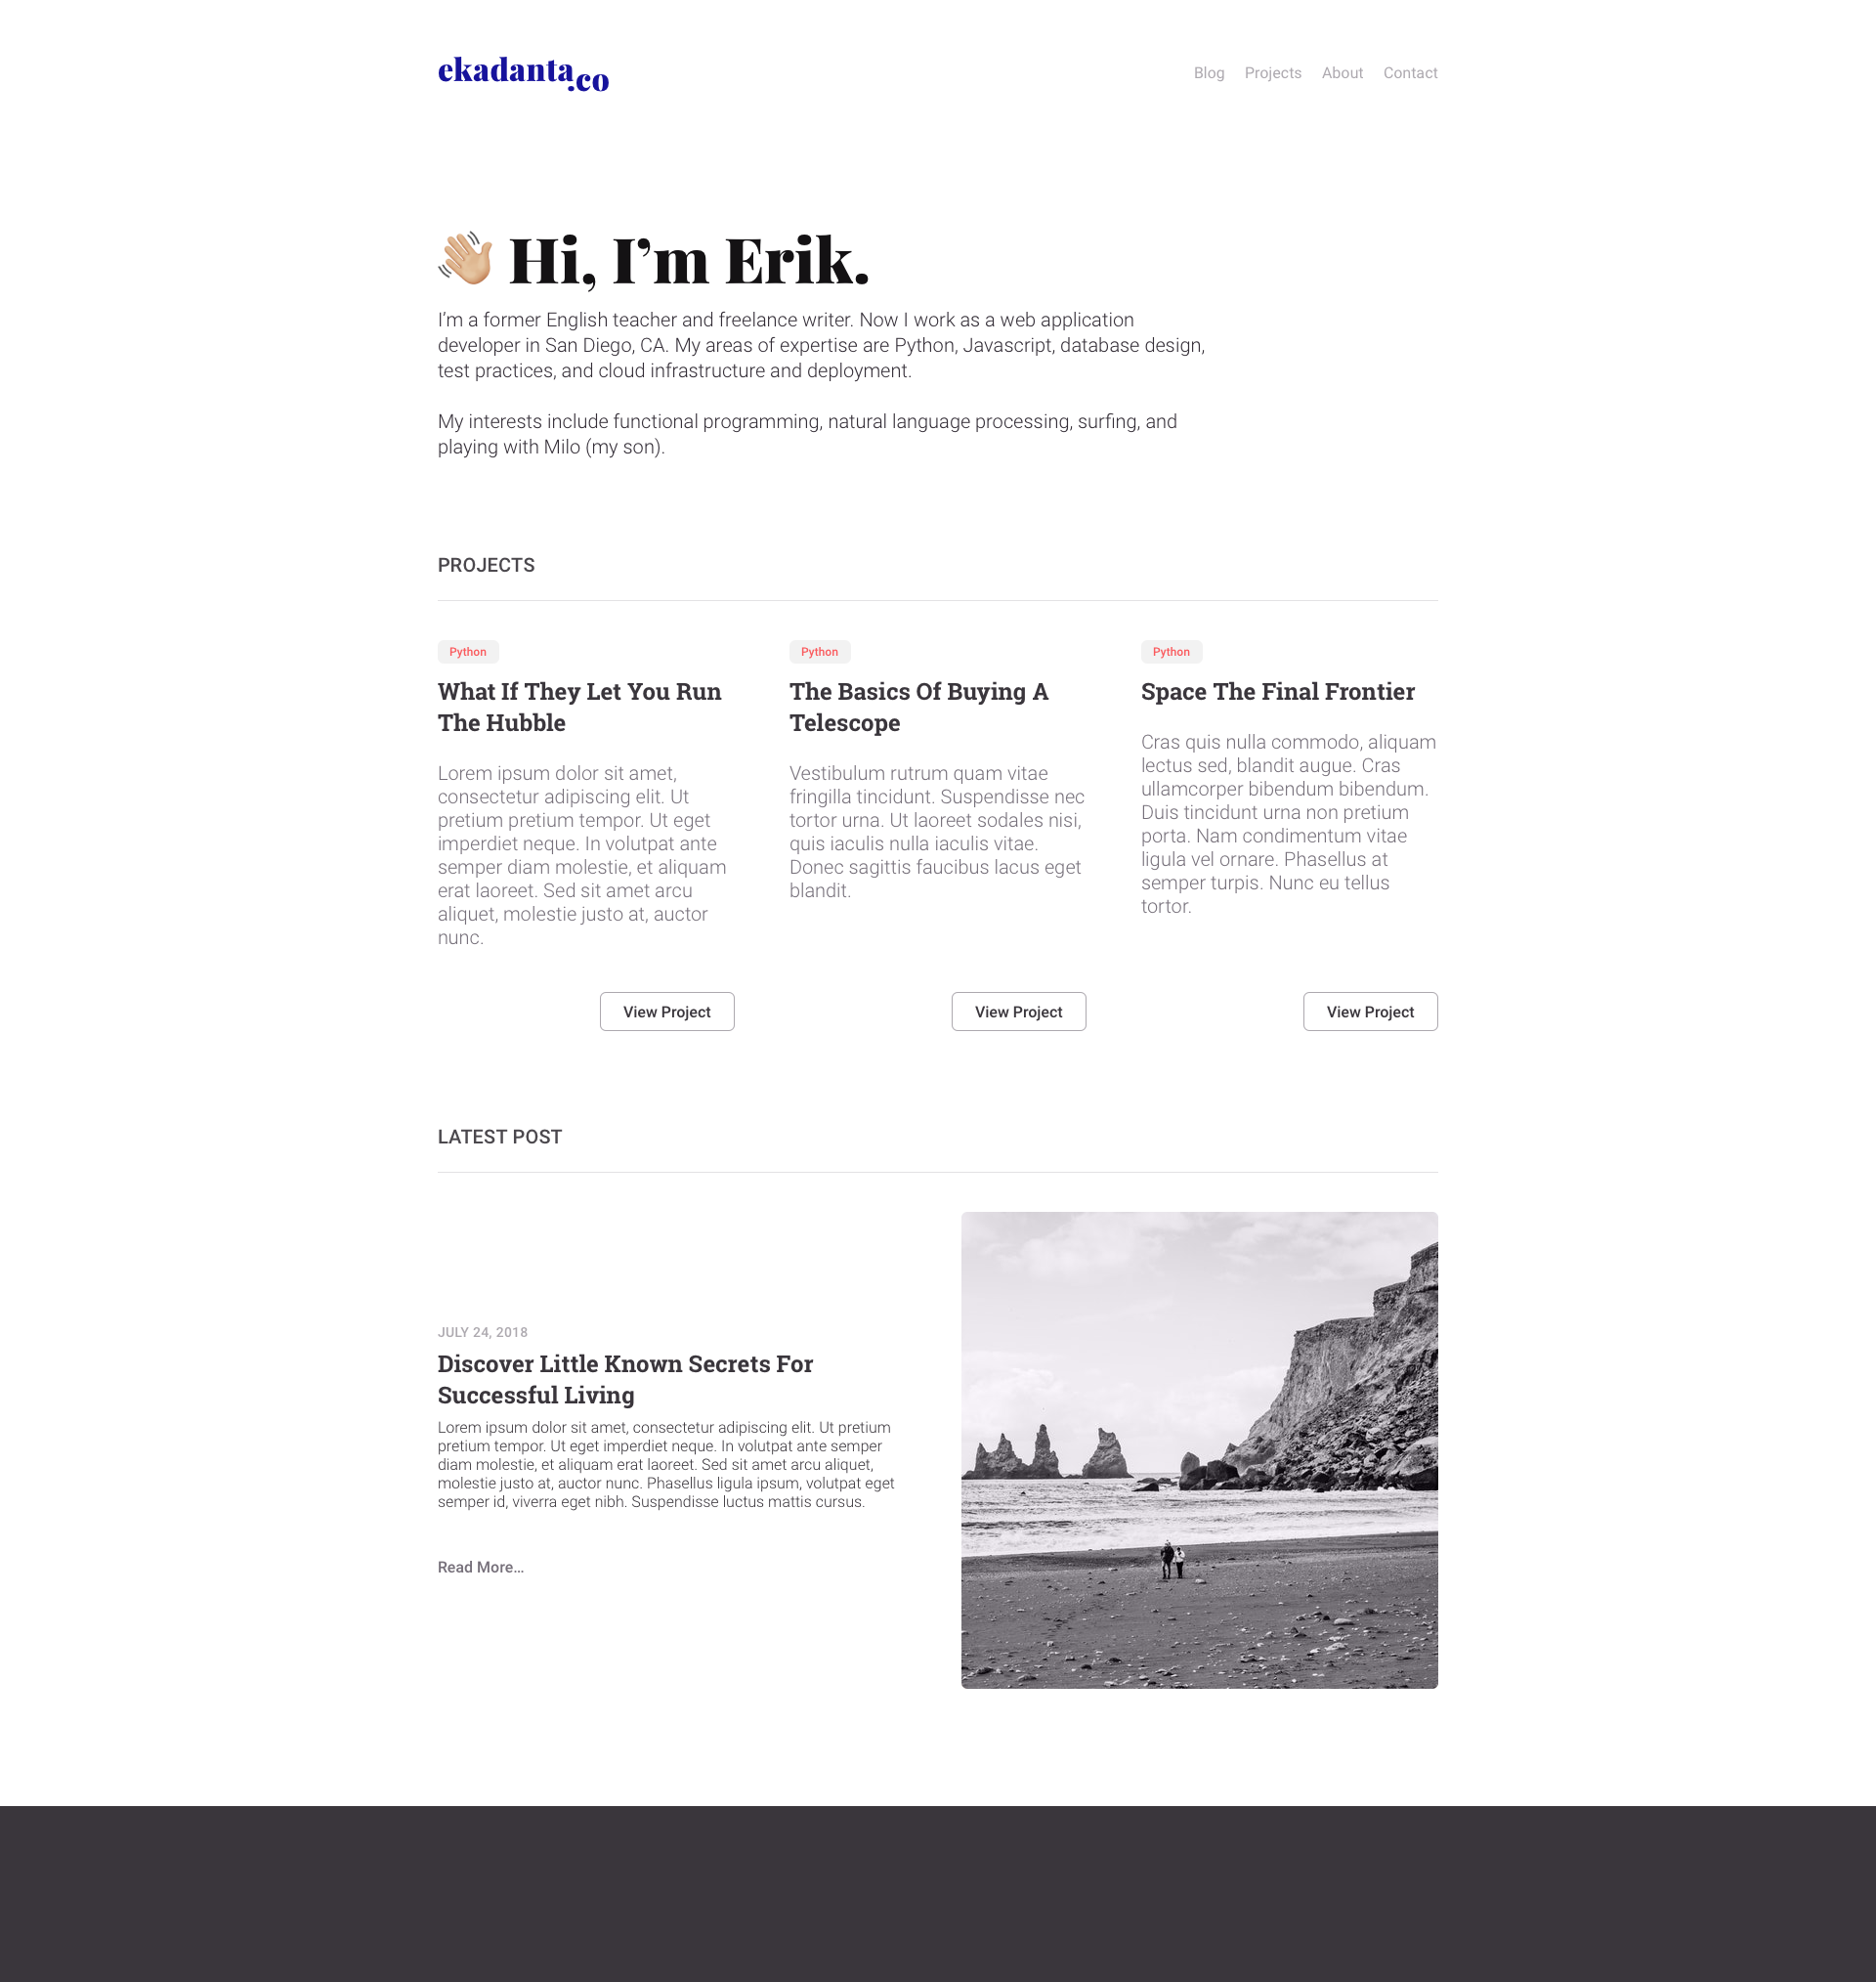 ekadanta.co
Blog Projects About Contact
👋🏼 Hi, I’m Erik.
I’m a former English teacher and freelance writer. Now I work as a web application
developer in San Diego, CA. My areas of expertise are Python, Javascript, database design,
test practices, and cloud infrastructure and deployment.
My interests include functional programming, natural language processing, surfing, and
playing with Milo (my son).
PROJECTS
Python
What If They Let You Run
The Hubble
Lorem ipsum dolor sit amet,
consectetur adipiscing elit. Ut
pretium pretium tempor. Ut eget
imperdiet neque. In volutpat ante
semper diam molestie, et aliquam
erat laoreet. Sed sit amet arcu
aliquet, molestie justo at, auctor
nunc.
View Project
Python
The Basics Of Buying A
Telescope
Vestibulum rutrum quam vitae
fringilla tincidunt. Suspendisse nec
tortor urna. Ut laoreet sodales nisi,
quis iaculis nulla iaculis vitae.
Donec sagittis faucibus lacus eget
blandit.
View Project
Python
Space The Final Frontier
Cras quis nulla commodo, aliquam
lectus sed, blandit augue. Cras
ullamcorper bibendum bibendum.
Duis tincidunt urna non pretium
porta. Nam condimentum vitae
ligula vel ornare. Phasellus at
semper turpis. Nunc eu tellus
tortor.
View Project
LATEST POST
JULY 24, 2018
Discover Little Known Secrets For
Successful Living
Lorem ipsum dolor sit amet, consectetur adipiscing elit. Ut pretium
pretium tempor. Ut eget imperdiet neque. In volutpat ante semper
diam molestie, et aliquam erat laoreet. Sed sit amet arcu aliquet,
molestie justo at, auctor nunc. Phasellus ligula ipsum, volutpat eget
semper id, viverra eget nibh. Suspendisse luctus mattis cursus.
Read More…